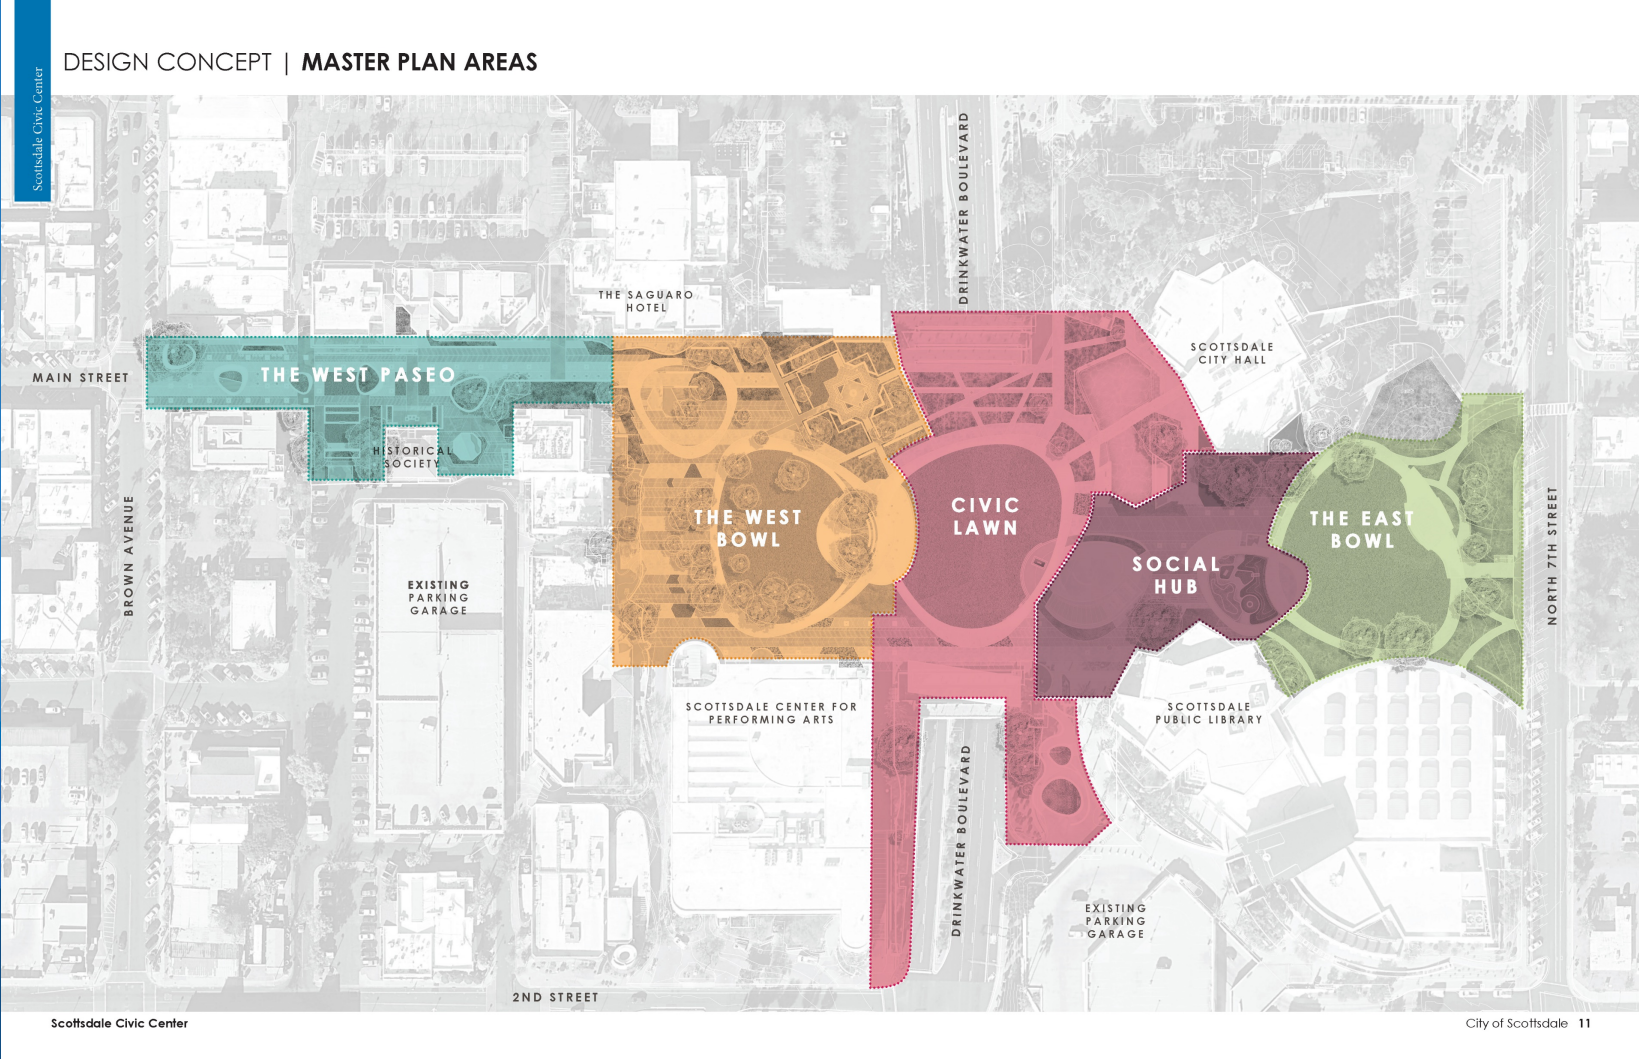 Scottsdale Civic Center
DESIGN CONCEPT | MASTER PLAN AREAS
DRINKWATER BOULEVARD
THE SAGUARO
HOTEL
SCOTTSDALE
CITY HALL
MAIN STREET
THE WEST PASEO
HISTORICAL
SOCIETY
BROWN AVENUE
THE WEST
BOWL
CIVIC
LAWN
SOCIAL
HUB
THE EAST
BOWL
NORTH 7TH STREET
EXISTING
PARKING
GARAGE
SCOTTSDALE CENTER FOR
PERFORMING ARTS
SCOTTSDALE
PUBLIC LIBRARY
DRINKWATER BOULEVARD
EXISTING
PARKING
GARAGE
2ND STREET
Scottsdale Civic Center
City of Scottsdale 11